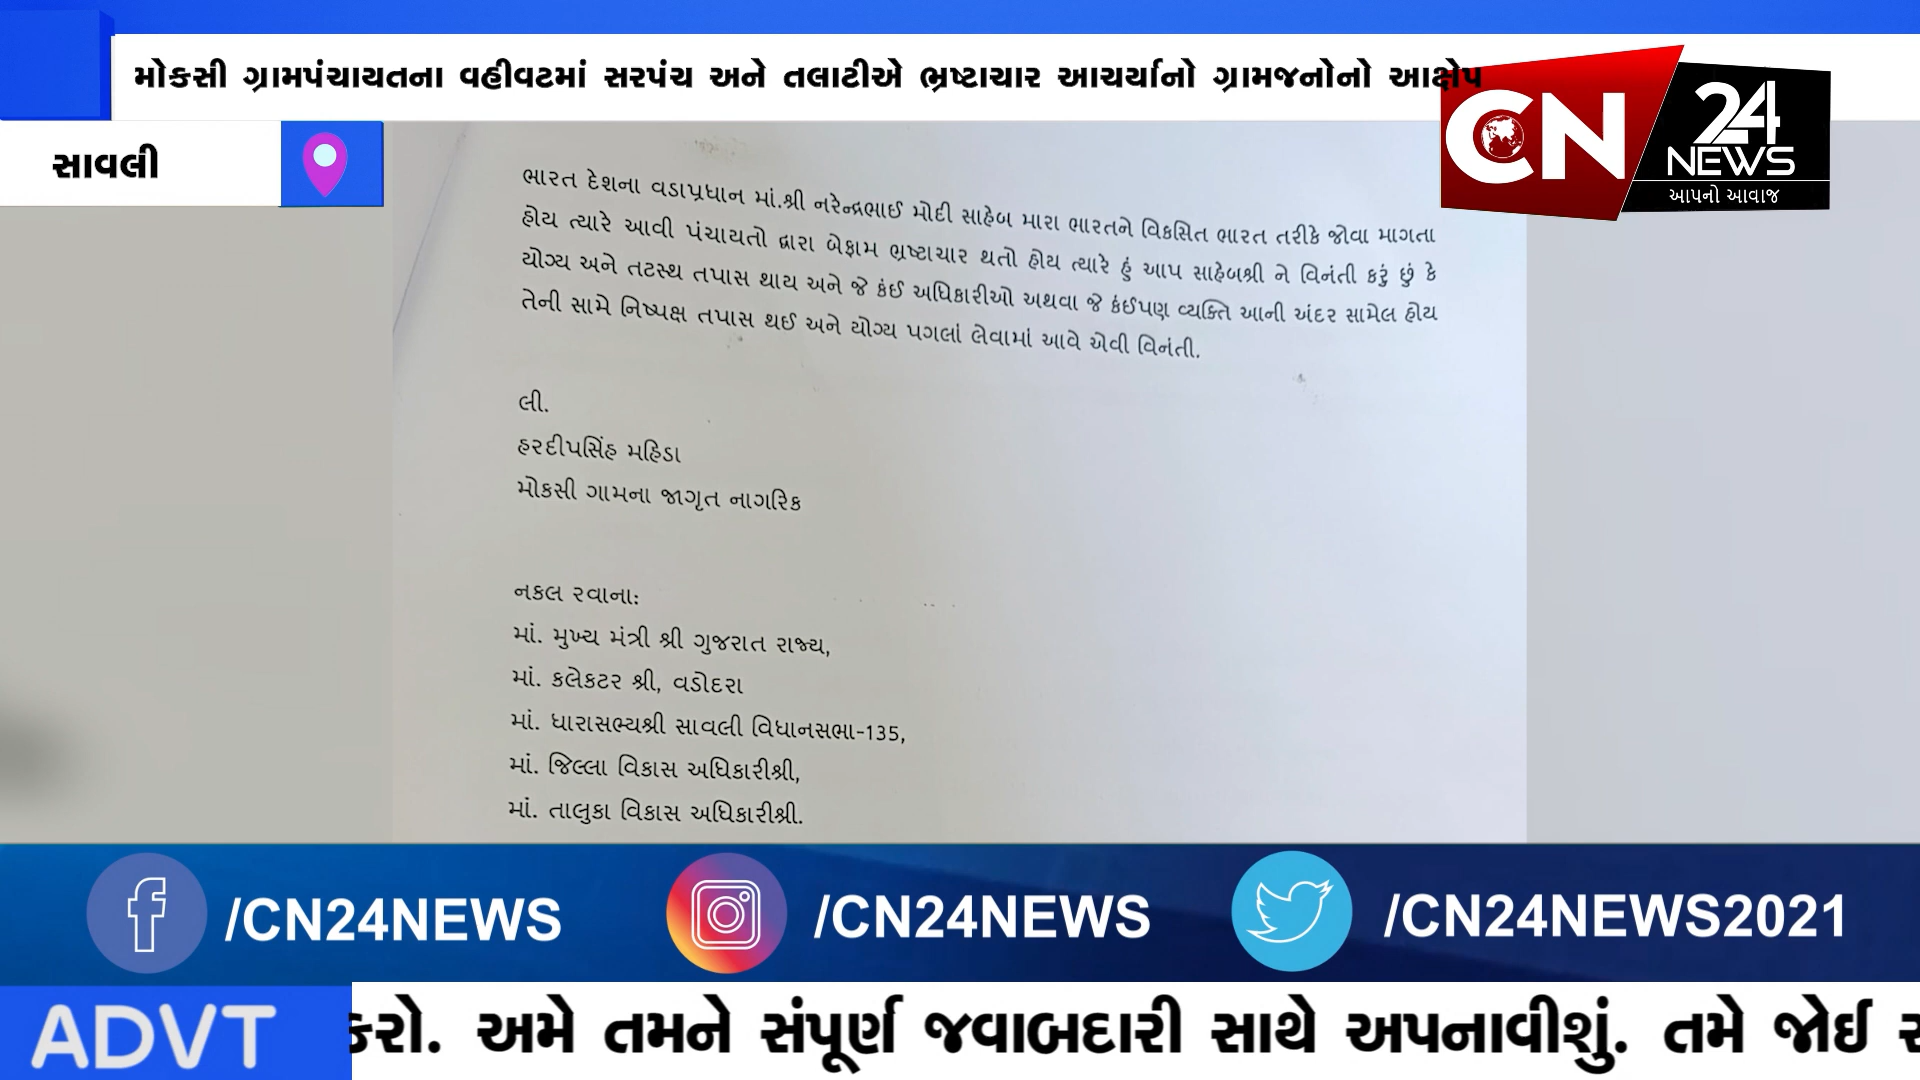 મોકસી ગ્રામપંચાયતના વહીવટમાં સરપંચ અને તલાટીએ ભ્રષ્ટાચાર આચર્યાનો ગ્રામજનોનો આક્ષેપ
CN
24
NEWS
આપનો આવાજ
સાવલી
ભારત દેશના વડાપ્રધાન માં.શ્રી નરેન્દ્રભાઈ મોદી સાહેબ મારા ભારતને વિકસિત ભારત તરીકે જોવા માગતા
હોય ત્યારે આવી પંચાયતો દ્વારા બેફામ ભ્રષ્ટાચાર થતો હોય ત્યારે હું આપ સાહેબશ્રી ને વિનંતી કરું છું કે
યોગ્ય અને તટસ્થ તપાસ થાય અને જે કંઈ અધિકારીઓ અથવા જે કંઈપણ વ્યક્તિ આની અંદર સામેલ હોય
તેની સામે નિષ્પક્ષ તપાસ થઈ અને યોગ્ય પગલાં લેવામાં આવે એવી વિનંતી.
લી.
હરદીપસિંહ મહિડા
મોકસી ગામના જાગૃત નાગરિક
નકલ રવાનાઃ
માં. મુખ્ય મંત્રી શ્રી ગુજરાત રાજ્ય,
માં. કલેકટર શ્રી, વડોદરા
માં. ધારાસભ્યશ્રી સાવલી વિધાનસભા-135,
માં. જિલ્લા વિકાસ અધિકારીશ્રી,
માં. તાલુકા વિકાસ અધિકારીશ્રી.
/CN24NEWS
/CN24NEWS
/CN24NEWS2021
ADVT
કરો. અમે તમને સંપૂર્ણ જવાબદારી સાથે અપનાવીશું. તમે જોઈ